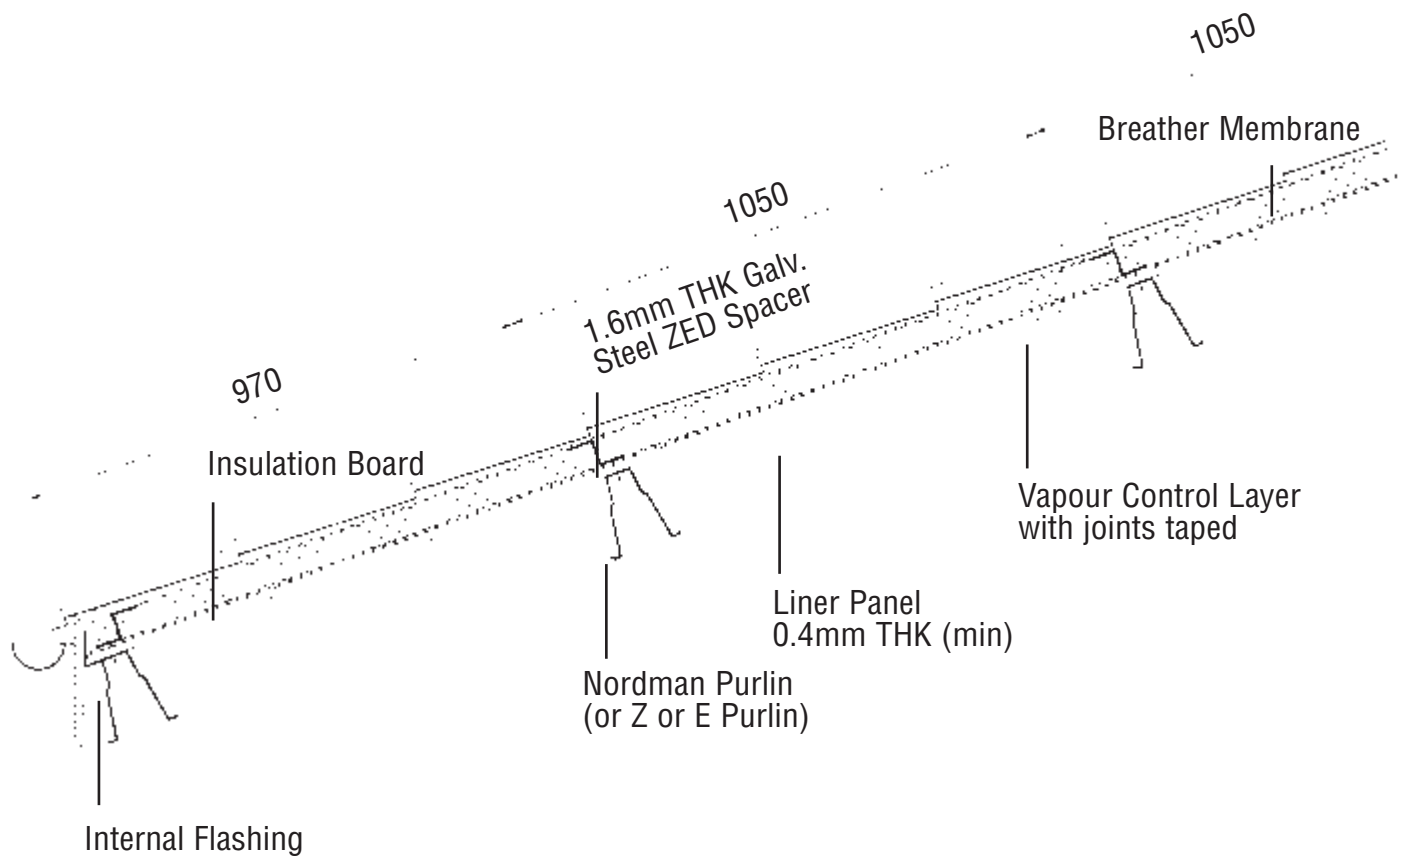 1050
Breather Membrane
1050
1.6mm THK Galv.
Steel ZED Spacer
970
Insulation Board
Vapour Control Layer
with joints taped
Liner Panel
0.4mm THK (min)
Nordman Purlin
(or Z or E Purlin)
Internal Flashing